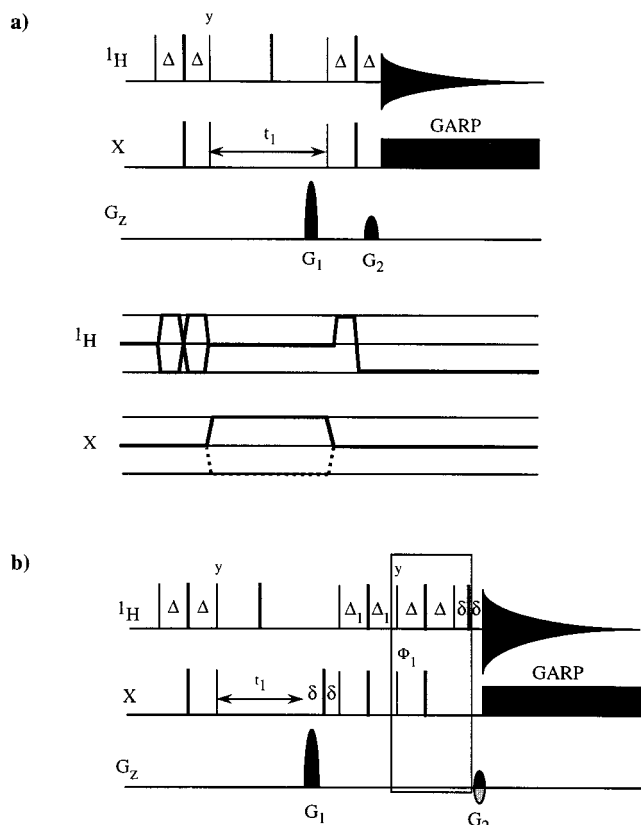 a)
y
¹H Δ Δ Δ Δ
GARP
X t₁
G_z
G₁ G₂
¹H
X
b)
y y
¹H Δ Δ Δ₁ Δ₁ Δ Δ δ δ
Φ₁
GARP
X t₁ δ δ
G_z
G₁ G₂